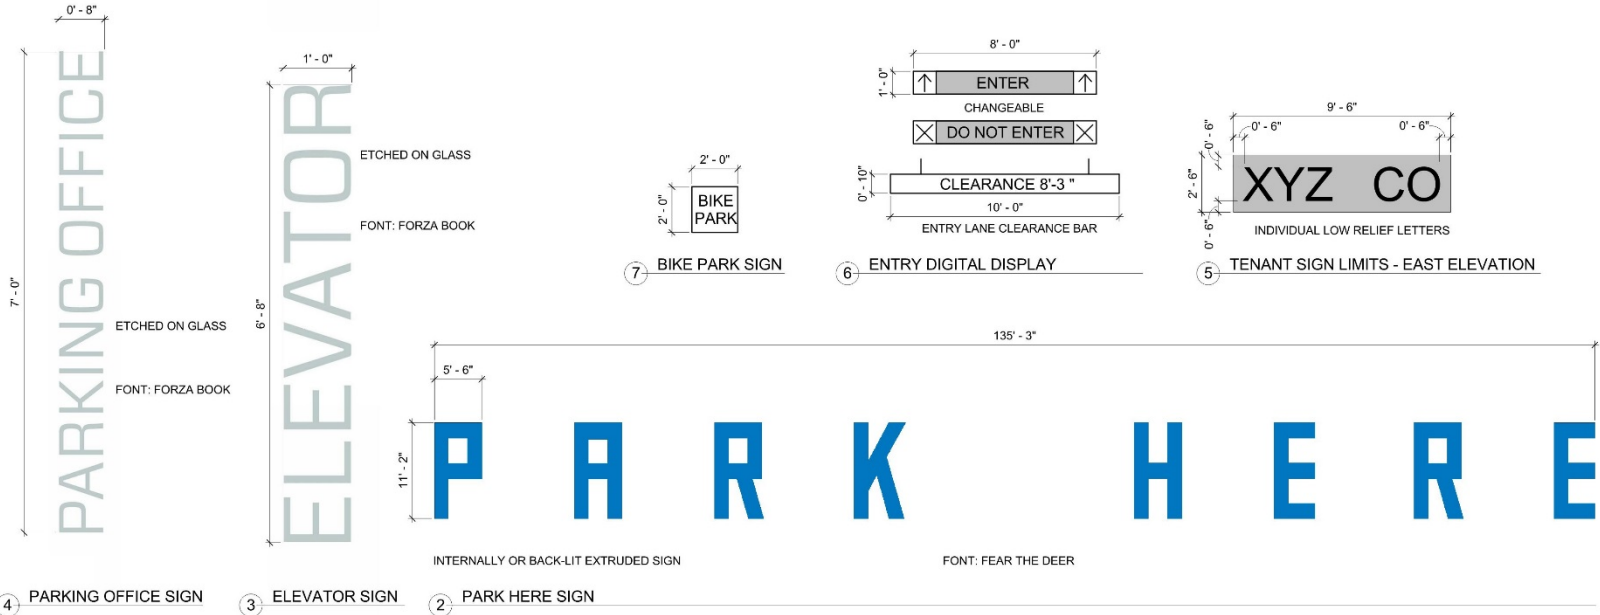 0' - 8"
7' - 0"
PARKING OFFICE
ETCHED ON GLASS
FONT: FORZA BOOK
4 PARKING OFFICE SIGN
1' - 0"
6' - 8"
ELEVATOR
ETCHED ON GLASS
FONT: FORZA BOOK
3 ELEVATOR SIGN
2' - 0"
2' - 0"
BIKE
PARK
7 BIKE PARK SIGN
8' - 0"
1' - 0"
ENTER
CHANGEABLE
DO NOT ENTER
0' - 10"
CLEARANCE 8'-3 "
10' - 0"
ENTRY LANE CLEARANCE BAR
6 ENTRY DIGITAL DISPLAY
9' - 6"
0' - 6"
0' - 6"
0' - 6"
2' - 6"
0' - 6"
XYZ CO
INDIVIDUAL LOW RELIEF LETTERS
5 TENANT SIGN LIMITS - EAST ELEVATION
135' - 3"
5' - 6"
11' - 2"
PARK HERE
INTERNALLY OR BACK-LIT EXTRUDED SIGN
FONT: FEAR THE DEER
2 PARK HERE SIGN